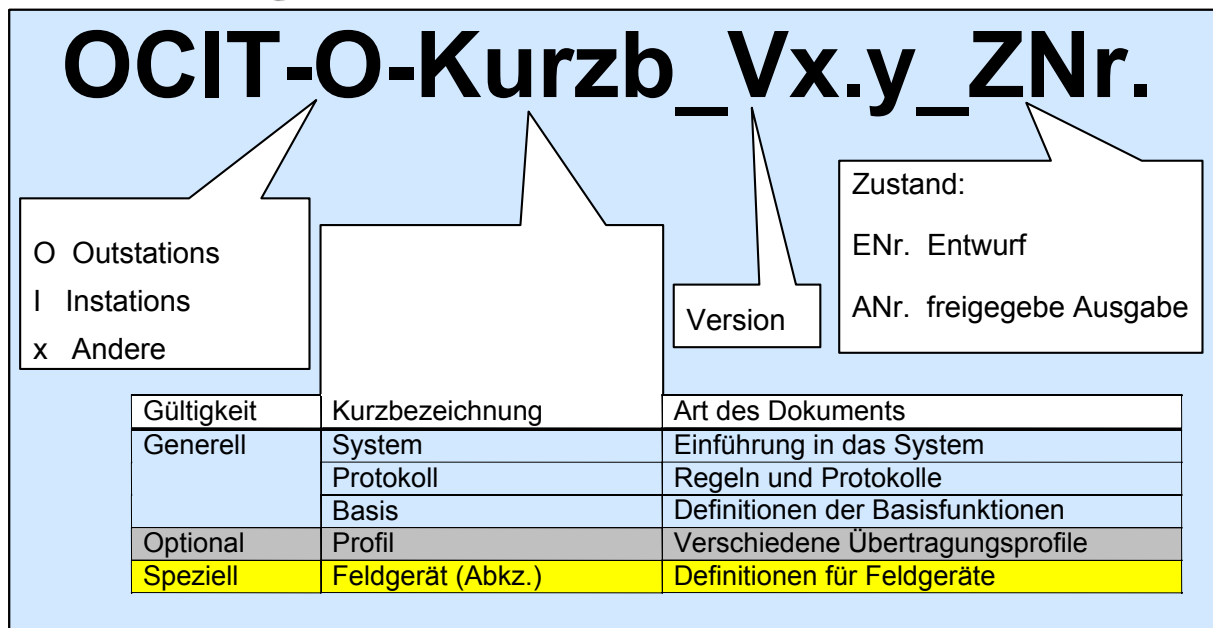 OCIT-O-Kurzb_Vx.y_ZNr.
O Outstations
I Instations
x Andere
Version
Zustand:
ENr. Entwurf
ANr. freigegebe Ausgabe
Gültigkeit Kurzbezeichnung Art des Dokuments
Generell System Einführung in das System
Protokoll Regeln und Protokolle
Basis Definitionen der Basisfunktionen
Optional Profil Verschiedene Übertragungsprofile
Speziell Feldgerät (Abkz.) Definitionen für Feldgeräte